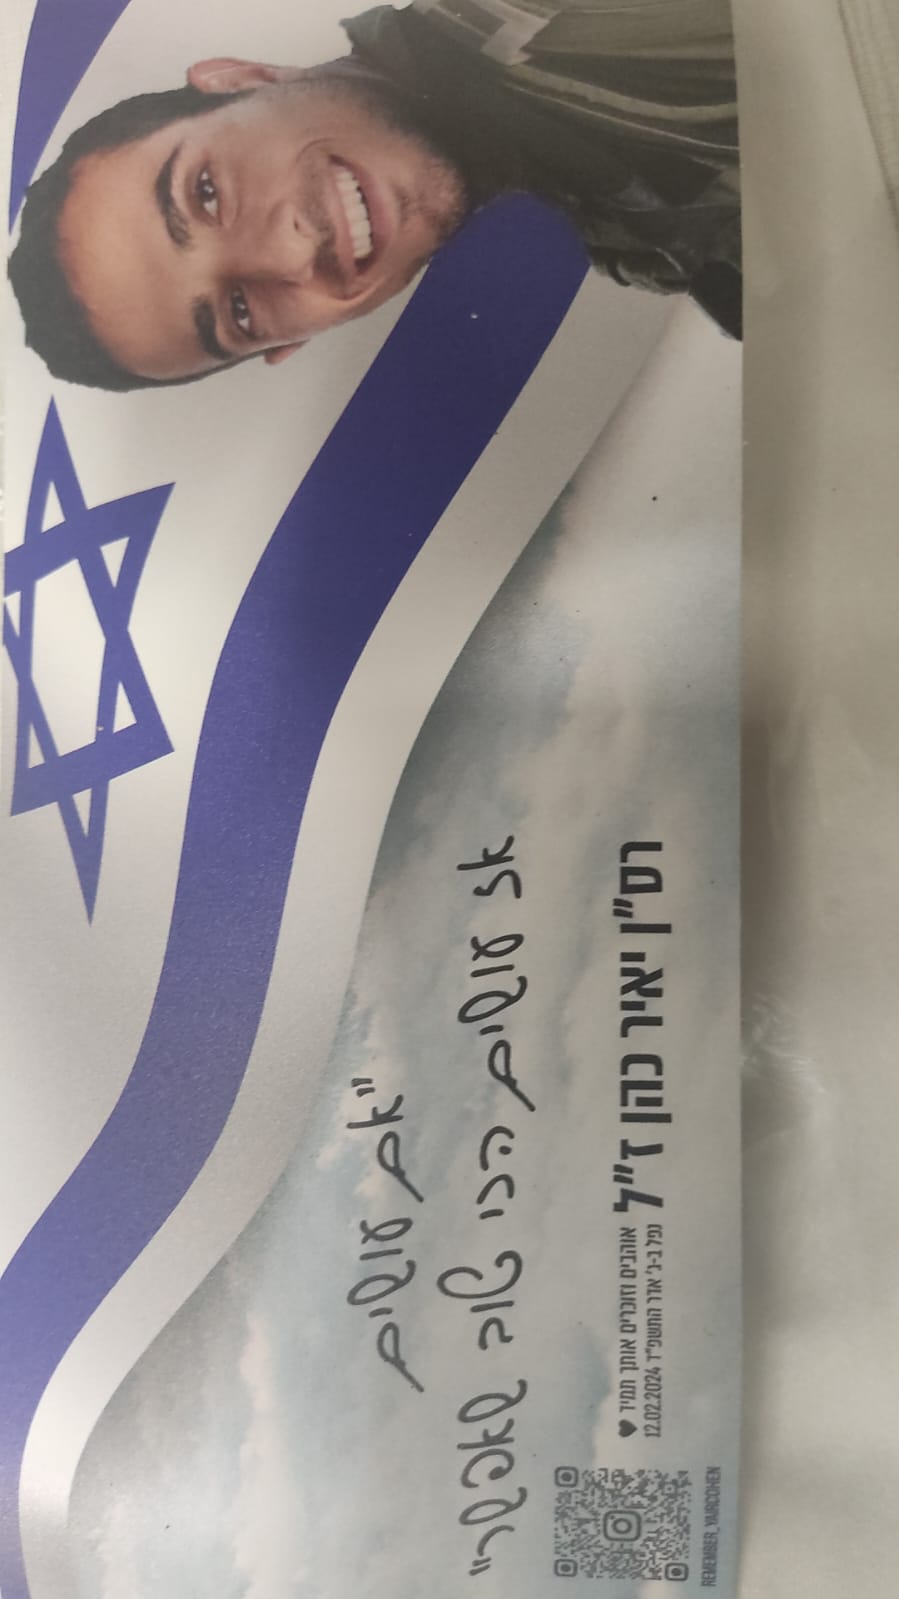 "אם עושים
אז עושים הכי טוב שאפשר"
רס"ן יאיר כהן ז"ל
אוהבים וזוכרים אותך תמיד ♥
נפל ב-ג' אדר התשפ"ד 12.02.2024
REMEMBER_YAIRCOHEN